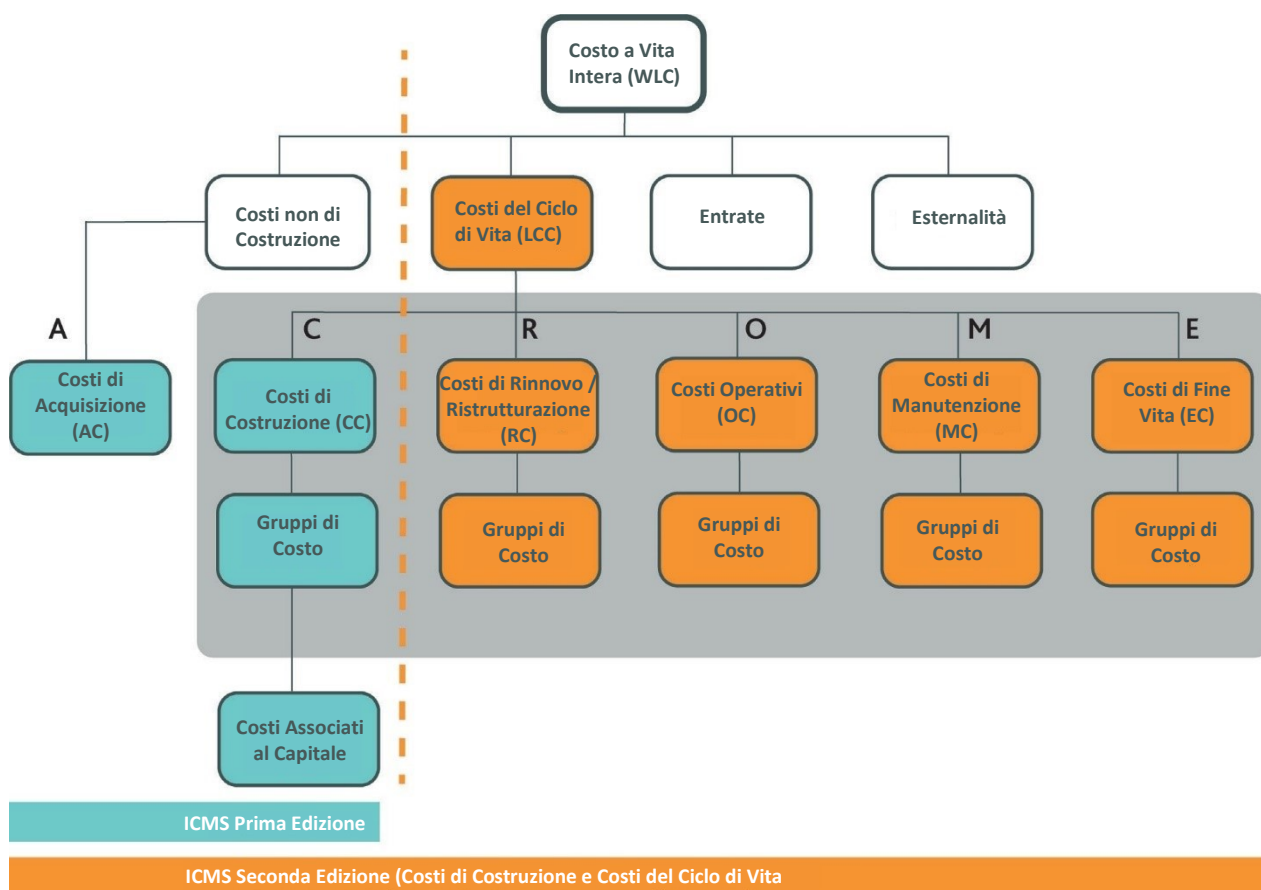 Costo a Vita
Intera (WLC)
Costi non di
Costruzione
Costi del Ciclo
di Vita (LCC)
Entrate
Esternalità
A
C
R
O
M
E
Costi di
Acquisizione
(AC)
Costi di
Costruzione (CC)
Costi di Rinnovo /
Ristrutturazione
(RC)
Costi Operativi
(OC)
Costi di
Manutenzione
(MC)
Costi di Fine
Vita (EC)
Gruppi di
Costo
Gruppi di
Costo
Gruppi di
Costo
Gruppi di
Costo
Gruppi di
Costo
Costi Associati
al Capitale
ICMS Prima Edizione
ICMS Seconda Edizione (Costi di Costruzione e Costi del Ciclo di Vita